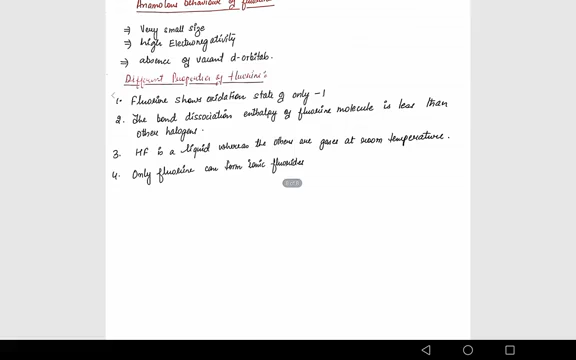 Anamolous behaviour of fluorine
⇒ Very small size
⇒ high Electronegativity
⇒ absence of vacant d-orbitals.
Different Properties of fluorine:
1. Fluorine shows oxidation state of only -1
2. The bond dissociation enthalpy of fluorine molecule is less than
other halogens.
3. HF is a liquid whereas the others are gases at room temperature.
4. Only fluorine can form ionic fluorides